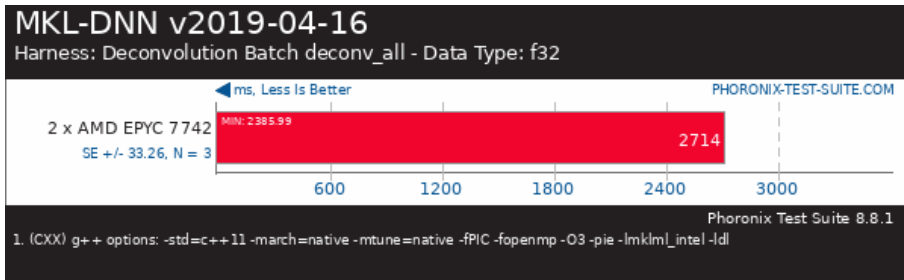 MKL-DNN v2019-04-16
Harness: Deconvolution Batch deconv_all - Data Type: f32
◀ ms, Less Is Better PHORONIX-TEST-SUITE.COM
2 x AMD EPYC 7742 MIN: 2385.99 2714
SE +/- 33.26, N = 3
600 1200 1800 2400 3000
Phoronix Test Suite 8.8.1
1. (CXX) g++ options: -std=c++11 -march=native -mtune=native -fPIC -fopenmp -O3 -pie -lmklml_intel -ldl